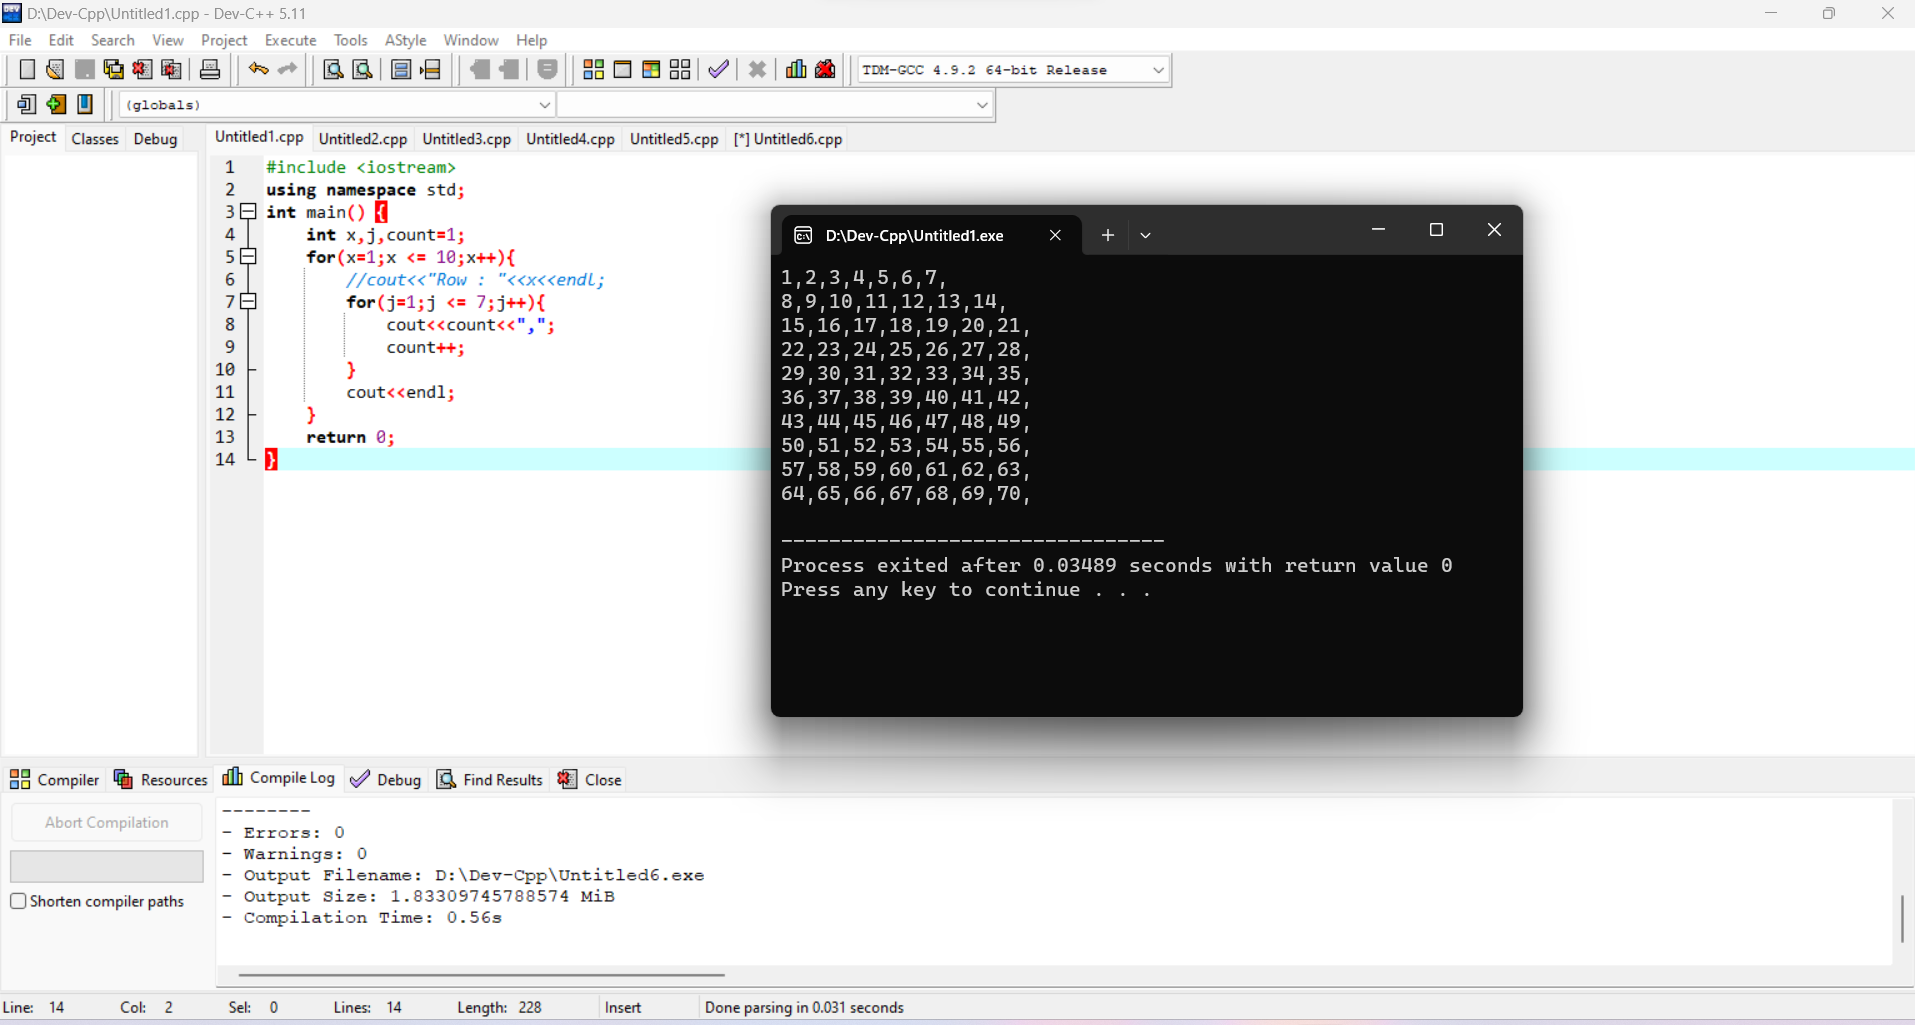 D:\Dev-Cpp\Untitled1.cpp - Dev-C++ 5.11
File Edit Search View Project Execute Tools AStyle Window Help
TDM-GCC 4.9.2 64-bit Release
(globals)
Project Classes Debug
Untitled1.cpp Untitled2.cpp Untitled3.cpp Untitled4.cpp Untitled5.cpp [*] Untitled6.cpp
1 #include <iostream>
2 using namespace std;
3 int main() {
4 int x,j,count=1;
5 for(x=1;x <= 10;x++){
6 //cout<<"Row : "<<x<<endl;
7 for(j=1;j <= 7;j++){
8 cout<<count<<",";
9 count++;
10 }
11 cout<<endl;
12 }
13 return 0;
14 }
D:\Dev-Cpp\Untitled1.exe
1,2,3,4,5,6,7,
8,9,10,11,12,13,14,
15,16,17,18,19,20,21,
22,23,24,25,26,27,28,
29,30,31,32,33,34,35,
36,37,38,39,40,41,42,
43,44,45,46,47,48,49,
50,51,52,53,54,55,56,
57,58,59,60,61,62,63,
64,65,66,67,68,69,70,
--------------------------------
Process exited after 0.03489 seconds with return value 0
Press any key to continue . . .
Compiler Resources Compile Log Debug Find Results Close
Abort Compilation
Shorten compiler paths
--------
- Errors: 0
- Warnings: 0
- Output Filename: D:\Dev-Cpp\Untitled6.exe
- Output Size: 1.83309745788574 MiB
- Compilation Time: 0.56s
Line: 14 Col: 2 Sel: 0 Lines: 14 Length: 228 Insert Done parsing in 0.031 seconds